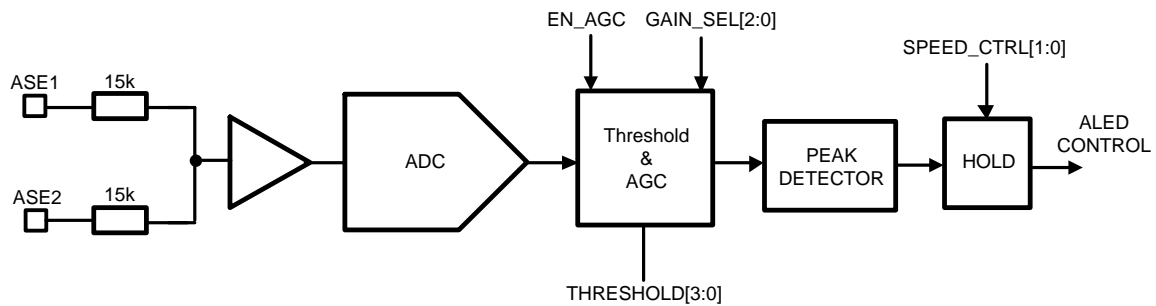 EN_AGC
GAIN_SEL[2:0]
SPEED_CTRL[1:0]
ASE1
15k
ADC
Threshold
&
AGC
PEAK
DETECTOR
HOLD
ALED
CONTROL
ASE2
15k
THRESHOLD[3:0]